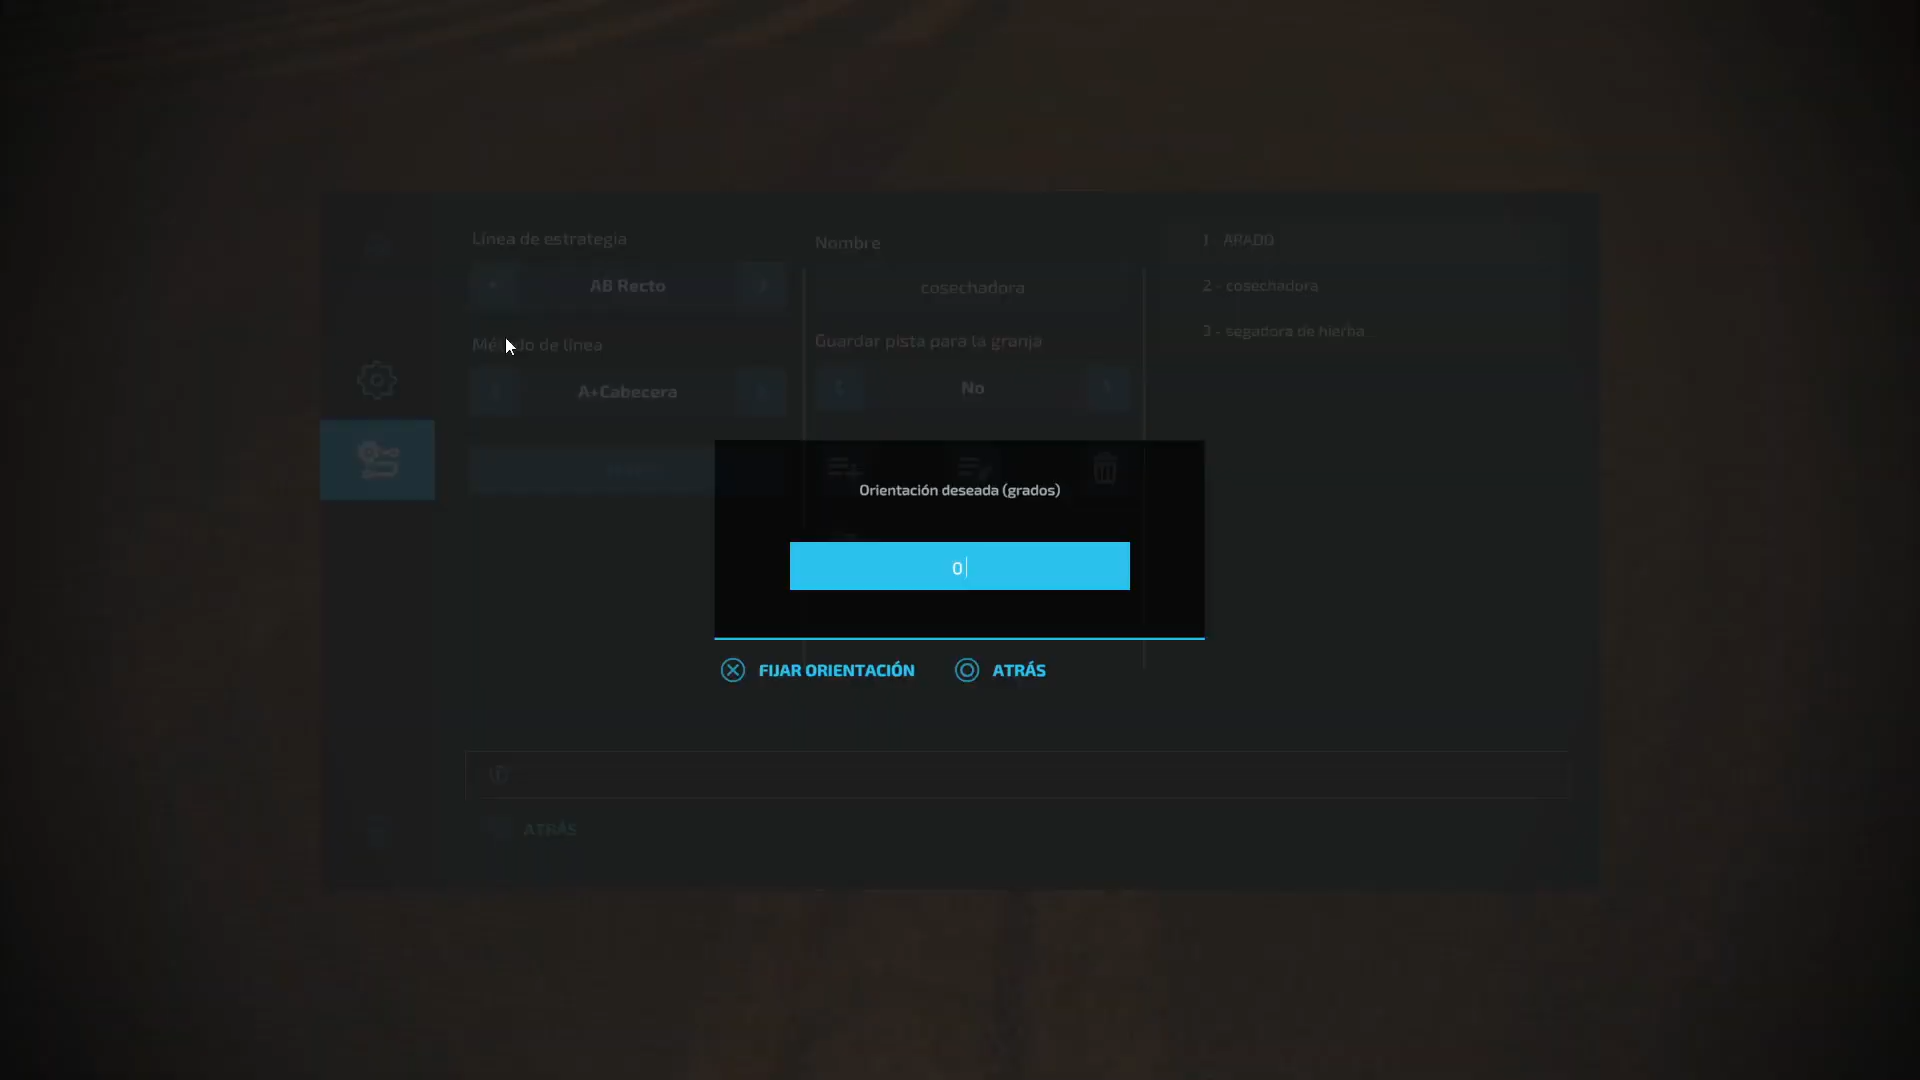 Línea de estrategia
AB Recto
Método de línea
A+Cabecera
Nombre
cosechadora
Guardar pista para la granja
No
1 ARADO
2 - cosechadora
3 - segadora de hierba...
Orientación deseada (grados)
0
FIJAR ORIENTACIÓN
ATRÁS
ATRÁS